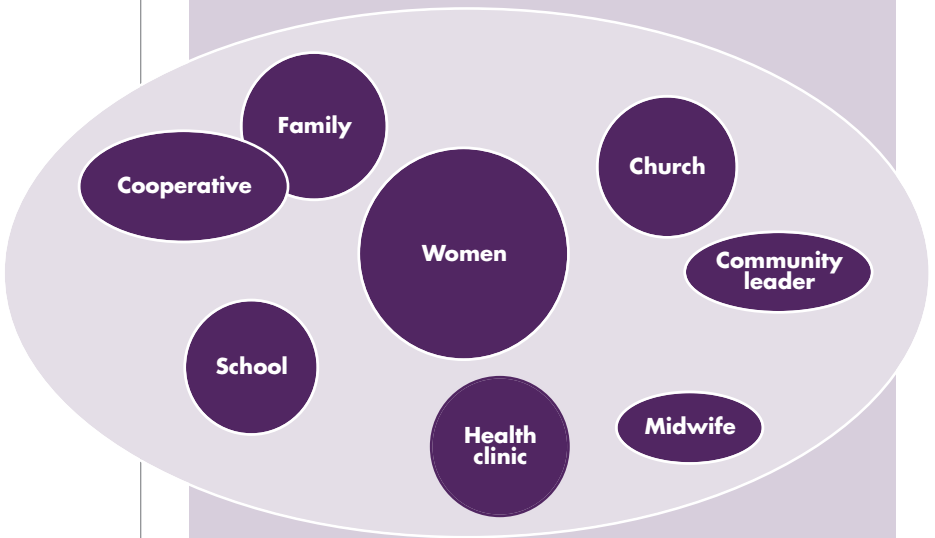 Family
Church
Cooperative
Women
Community
leader
School
Health
clinic
Midwife